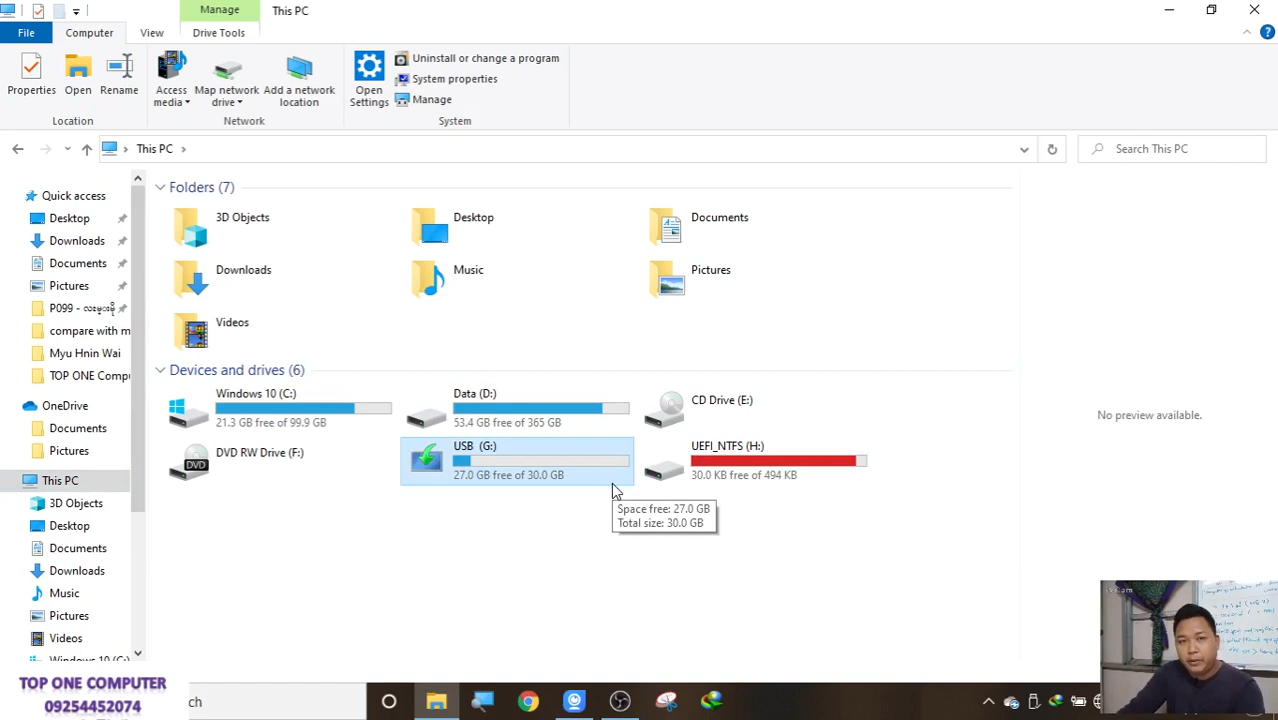 Manage
This PC
File
Computer
View
Drive Tools
Properties
Open
Rename
Access media
Map network drive
Add a network location
Open Settings
Uninstall or change a program
System properties
Manage
Location
Network
System
This PC
Search This PC
Quick access
Desktop
Downloads
Documents
Pictures
P099 - 
compare with m
Myu Hnin Wai
TOP ONE Compu
OneDrive
Documents
Pictures
This PC
3D Objects
Desktop
Documents
Downloads
Music
Pictures
Videos
Windows 10 (C:)
Folders (7)
3D Objects
Desktop
Documents
Downloads
Music
Pictures
Videos
Devices and drives (6)
Windows 10 (C:)
21.3 GB free of 99.9 GB
Data (D:)
53.4 GB free of 365 GB
CD Drive (E:)
DVD
DVD RW Drive (F:)
USB (G:)
27.0 GB free of 30.0 GB
UEFI_NTFS (H:)
30.0 KB free of 494 KB
Space free: 27.0 GB
Total size: 30.0 GB
No preview available.
TOP ONE COMPUTER
09254452074
rch